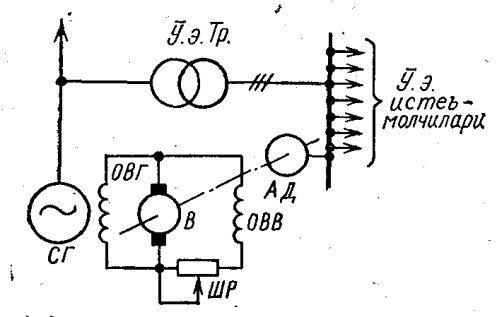 Ў.э.Тр.
Ў.э.
истеъ-
молчилари
АД
ОВГ
В
ОВВ
СГ
ШР